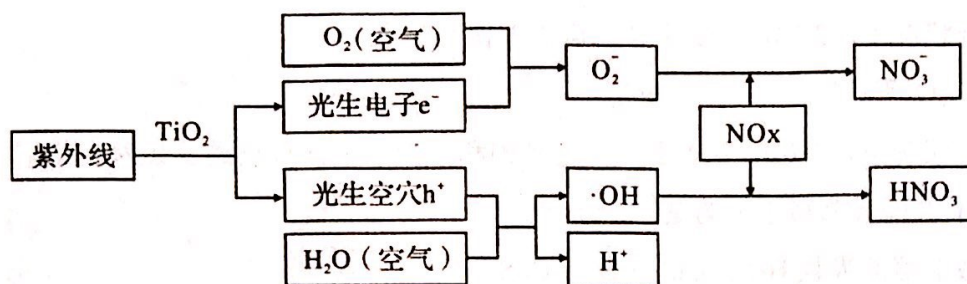 O₂(空气)
光生电子e⁻
O₂⁻
NO₃⁻
TiO₂
紫外线
NOx
光生空穴h⁺
·OH
HNO₃
H₂O(空气)
H⁺